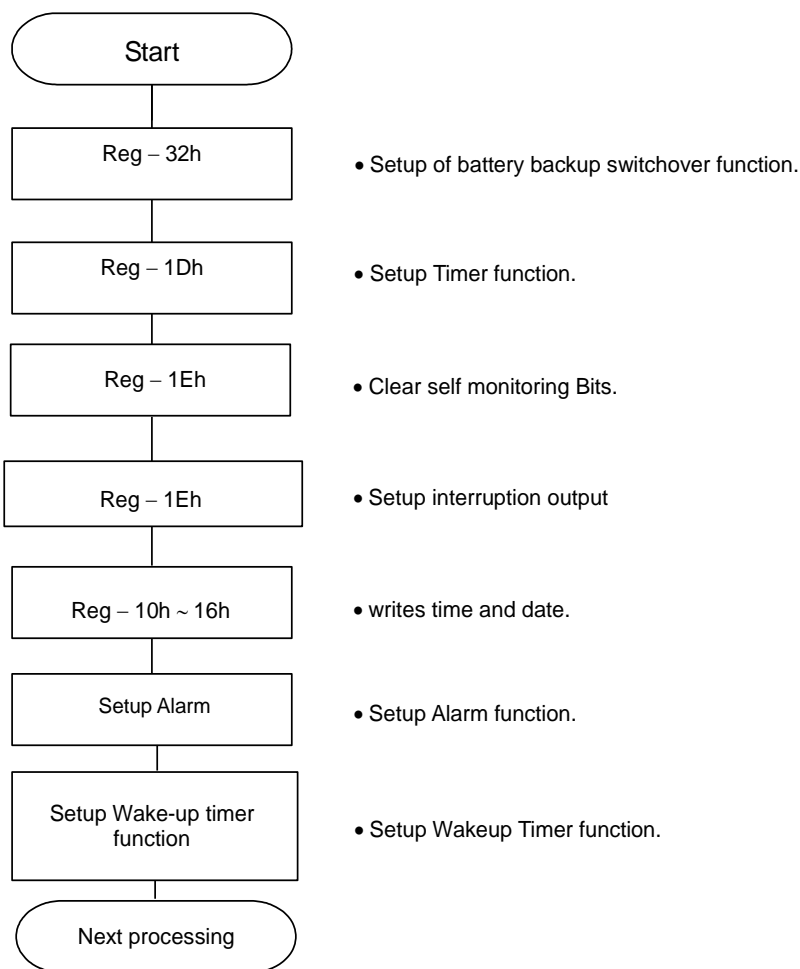 Start
Reg – 32h
• Setup of battery backup switchover function.
Reg – 1Dh
• Setup Timer function.
Reg – 1Eh
• Clear self monitoring Bits.
Reg – 1Eh
• Setup interruption output
Reg – 10h ~ 16h
• writes time and date.
Setup Alarm
• Setup Alarm function.
Setup Wake-up timer
function
• Setup Wakeup Timer function.
Next processing